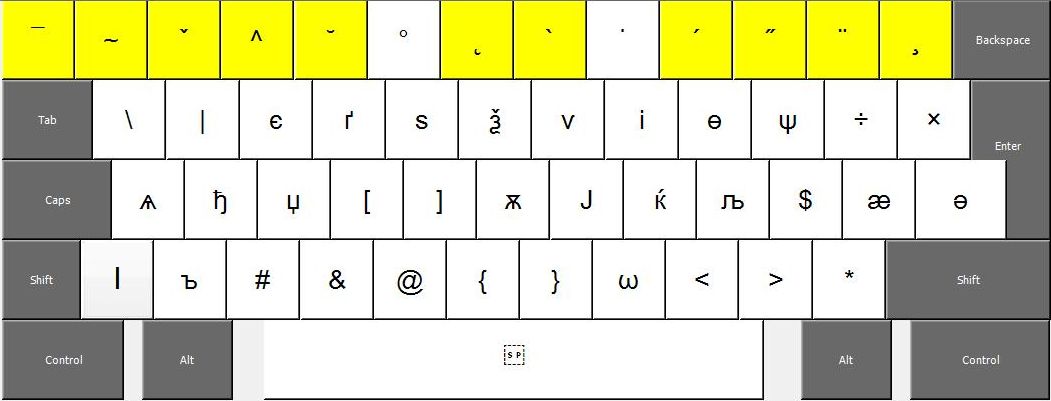 ¯ ~ ˇ ^ ˘ ° ˛ ` ˙ ´ ˝ ¨ ¸ Backspace
Tab \ | є ґ ѕ ѯ ѵ і ѳ ѱ ÷ × Enter
Caps ѧ ђ џ [ ] ѫ Ј ќ љ $ æ ə
Shift І ъ # & @ { } ѡ < > * Shift
Control Alt SP Alt Control